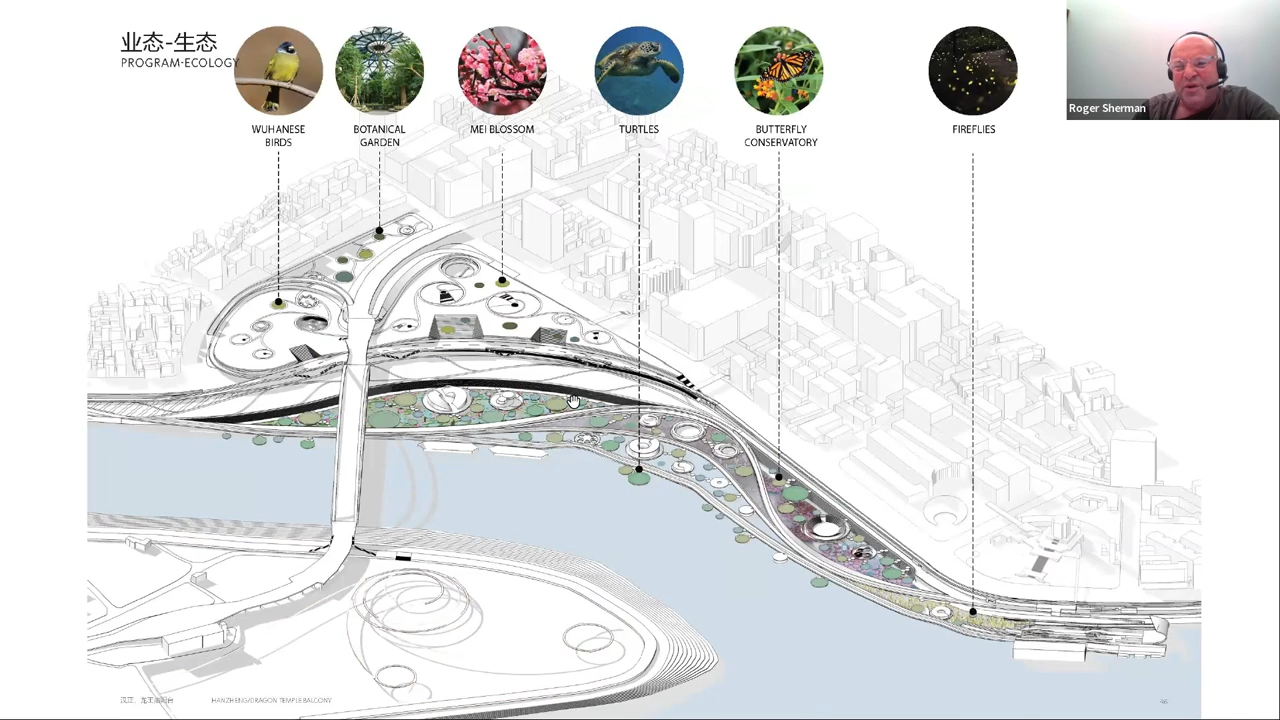 业态-生态
PROGRAM-ECOLOGY
WUHANESE
BIRDS
BOTANICAL
GARDEN
MEI BLOSSOM
TURTLES
BUTTERFLY
CONSERVATORY
FIREFLIES
Roger Sherman
HANZHENG/DRAGON TEMPLE BALCONY
46